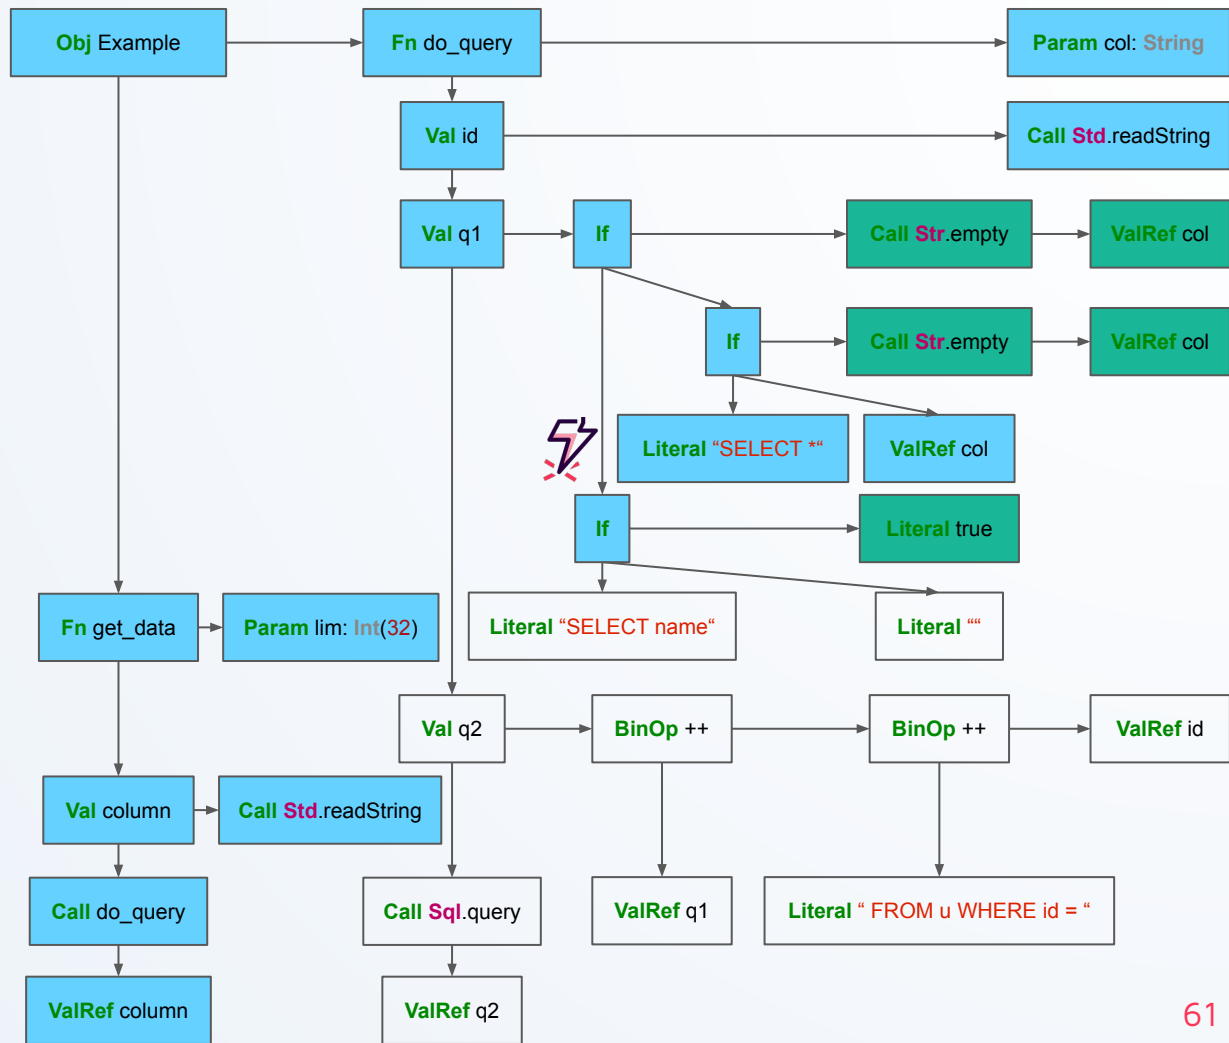 Obj Example
Fn do_query
Param col: String
Val id
Call Std.readString
Val q1
If
Call Str.empty
ValRef col
If
Call Str.empty
ValRef col
Literal “SELECT *“
ValRef col
If
Literal true
Fn get_data
Param lim: Int(32)
Literal “SELECT name“
Literal ““
Val q2
BinOp ++
BinOp ++
ValRef id
Val column
Call Std.readString
Call do_query
Call Sql.query
ValRef q1
Literal “ FROM u WHERE id = “
ValRef column
ValRef q2
61